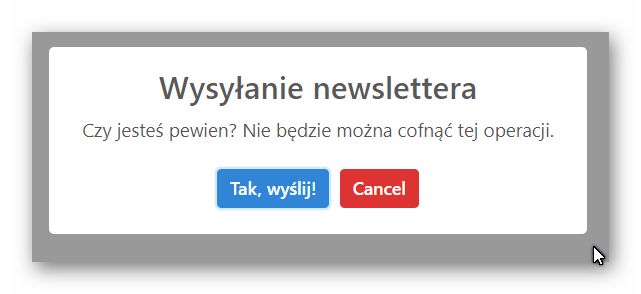 Wysyłanie newslettera
Czy jesteś pewien? Nie będzie można cofnąć tej operacji.
Tak, wyślij! Cancel